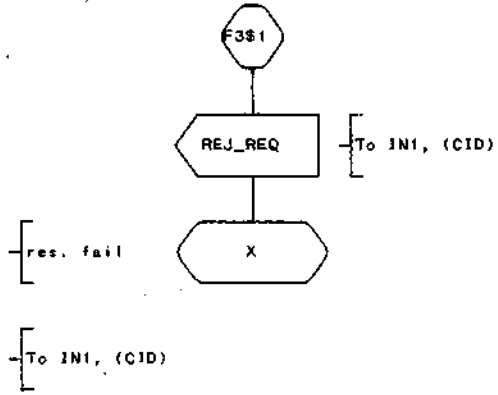 F3$1
REJ_REQ
To IN1, (CID)
res. fail
X
To IN1, (CID)